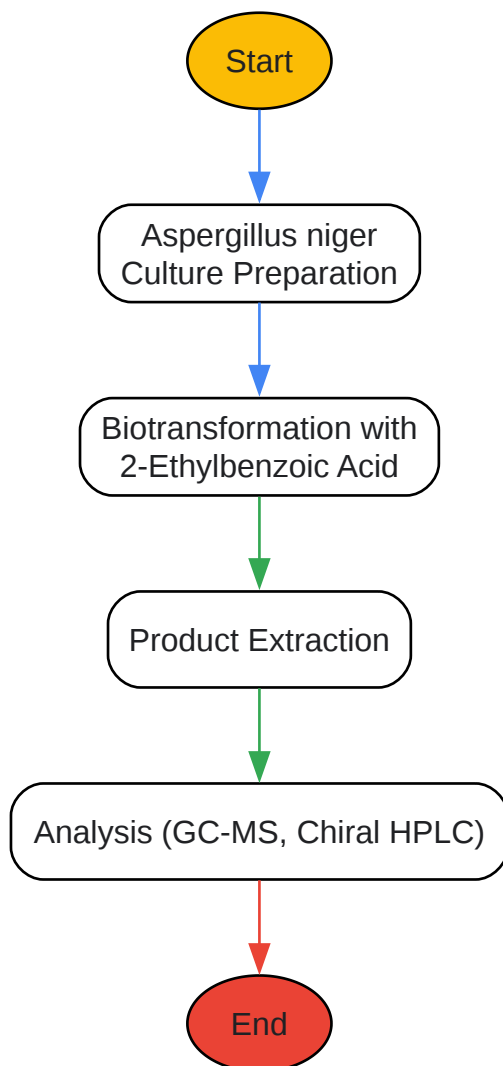 Start
Aspergillus niger
Culture Preparation
Biotransformation with
2-Ethylbenzoic Acid
Product Extraction
Analysis (GC-MS, Chiral HPLC)
End